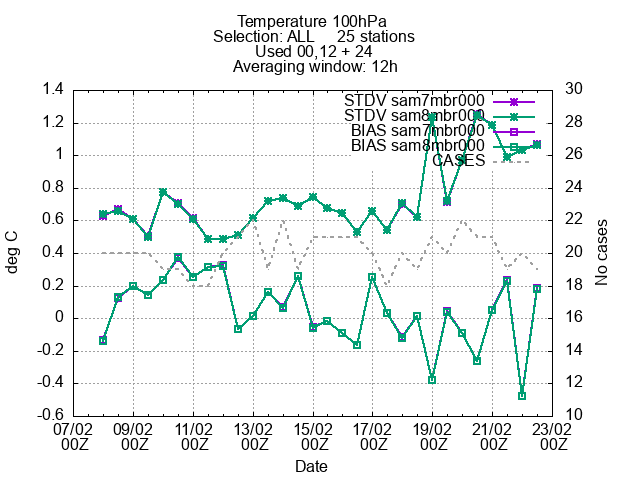 Temperature 100hPa
Selection: ALL 25 stations
Used 00,12 + 24
Averaging window: 12h
STDV sam7mbr000
STDV sam8mbr000
BIAS sam7mbr000
BIAS sam8mbr000
CASES
1.4
1.2
1
0.8
0.6
0.4
0.2
0
-0.2
-0.4
-0.6
deg C
30
28
26
24
22
20
18
16
14
12
10
No cases
07/02 09/02 11/02 13/02 15/02 17/02 19/02 21/02 23/02
00Z 00Z 00Z 00Z 00Z 00Z 00Z 00Z 00Z
Date